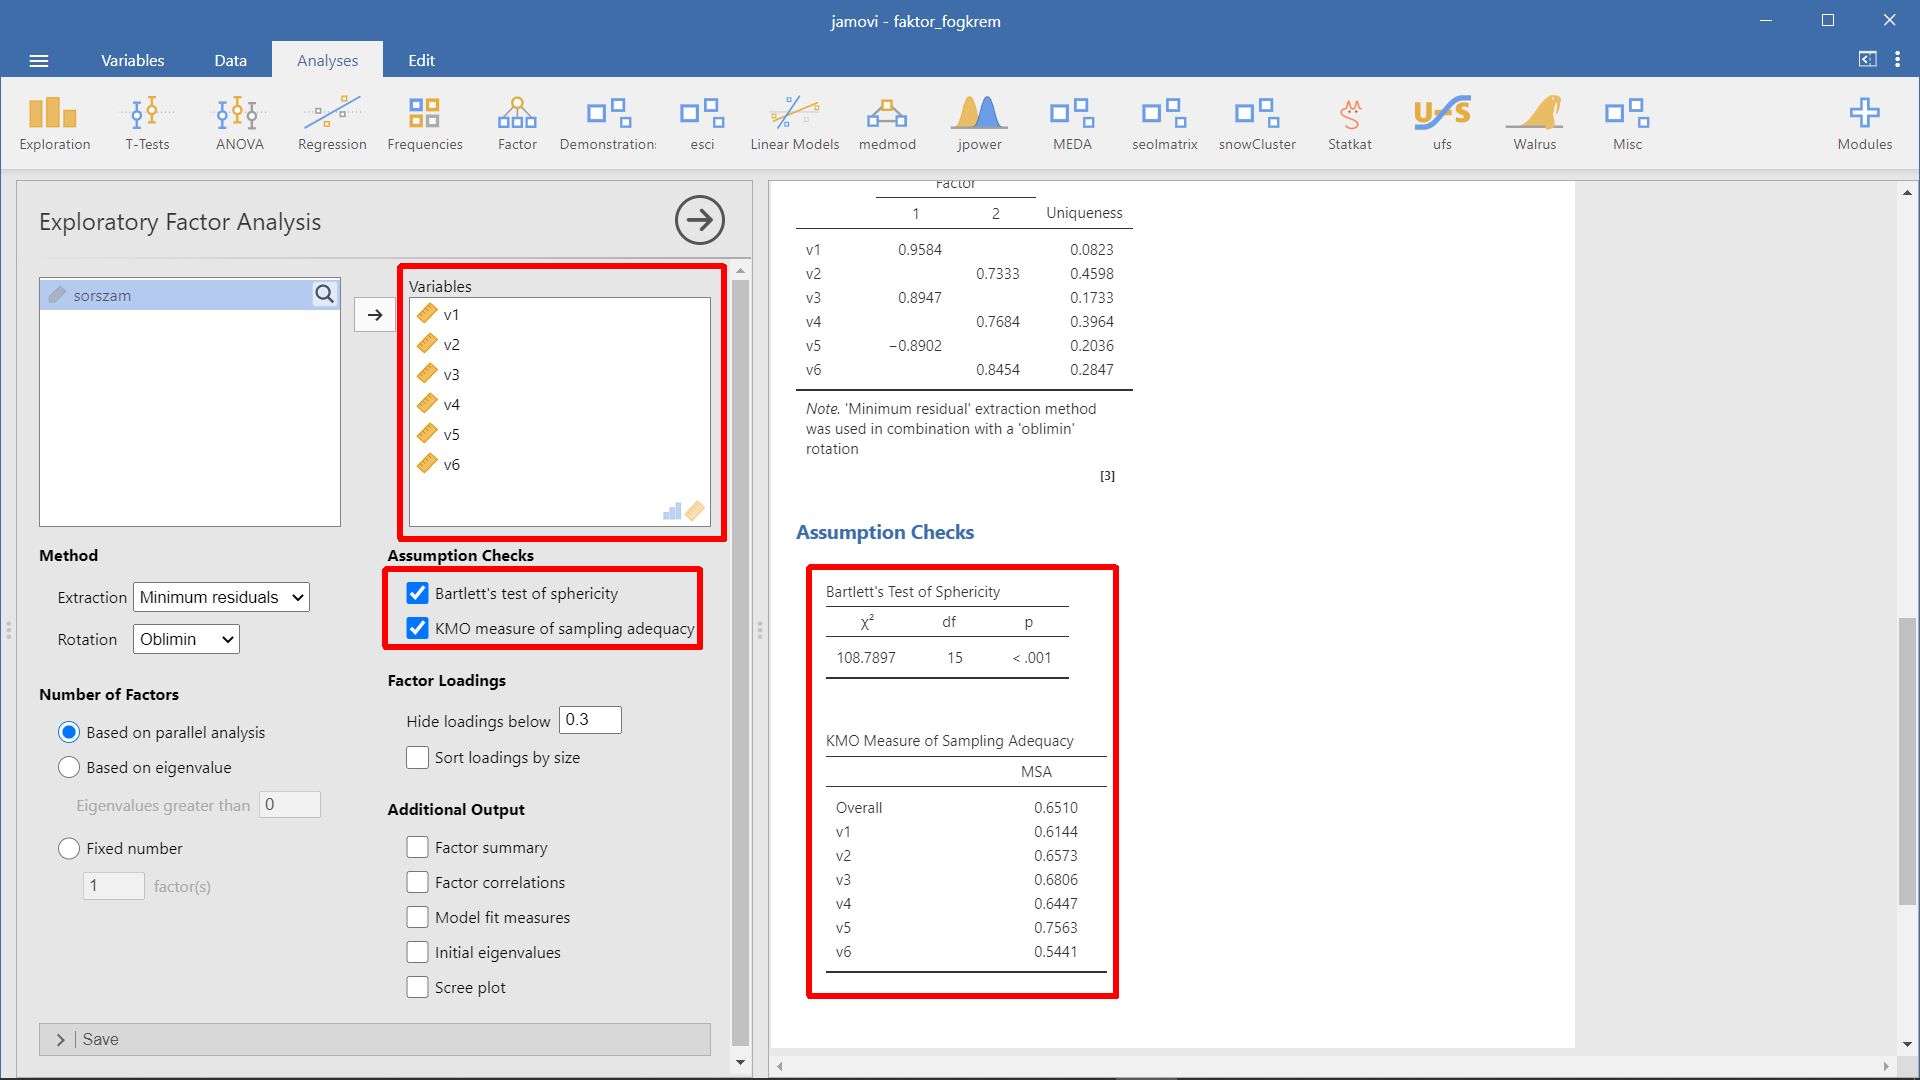 jamovi - faktor_fogkrem
Variables Data Analyses Edit
Exploration T-Tests ANOVA Regression Frequencies Factor Demonstrations esci Linear Models medmod jpower MEDA seolmatrix snowCluster Statkat ufs Walrus Misc Modules
Exploratory Factor Analysis
sorszam
Variables
v1
v2
v3
v4
v5
v6
Method
Extraction Minimum residuals
Rotation Oblimin
Number of Factors
Based on parallel analysis
Based on eigenvalue
Eigenvalues greater than 0
Fixed number
1 factor(s)
Assumption Checks
Bartlett's test of sphericity
KMO measure of sampling adequacy
Factor Loadings
Hide loadings below 0.3
Sort loadings by size
Additional Output
Factor summary
Factor correlations
Model fit measures
Initial eigenvalues
Scree plot
Save
Factor
1 2 Uniqueness
v1 0.9584 0.0823
v2 0.7333 0.4598
v3 0.8947 0.1733
v4 0.7684 0.3964
v5 −0.8902 0.2036
v6 0.8454 0.2847
Note. 'Minimum residual' extraction method
was used in combination with a 'oblimin'
rotation
[3]
Assumption Checks
Bartlett's Test of Sphericity
χ² df p
108.7897 15 < .001
KMO Measure of Sampling Adequacy
MSA
Overall 0.6510
v1 0.6144
v2 0.6573
v3 0.6806
v4 0.6447
v5 0.7563
v6 0.5441